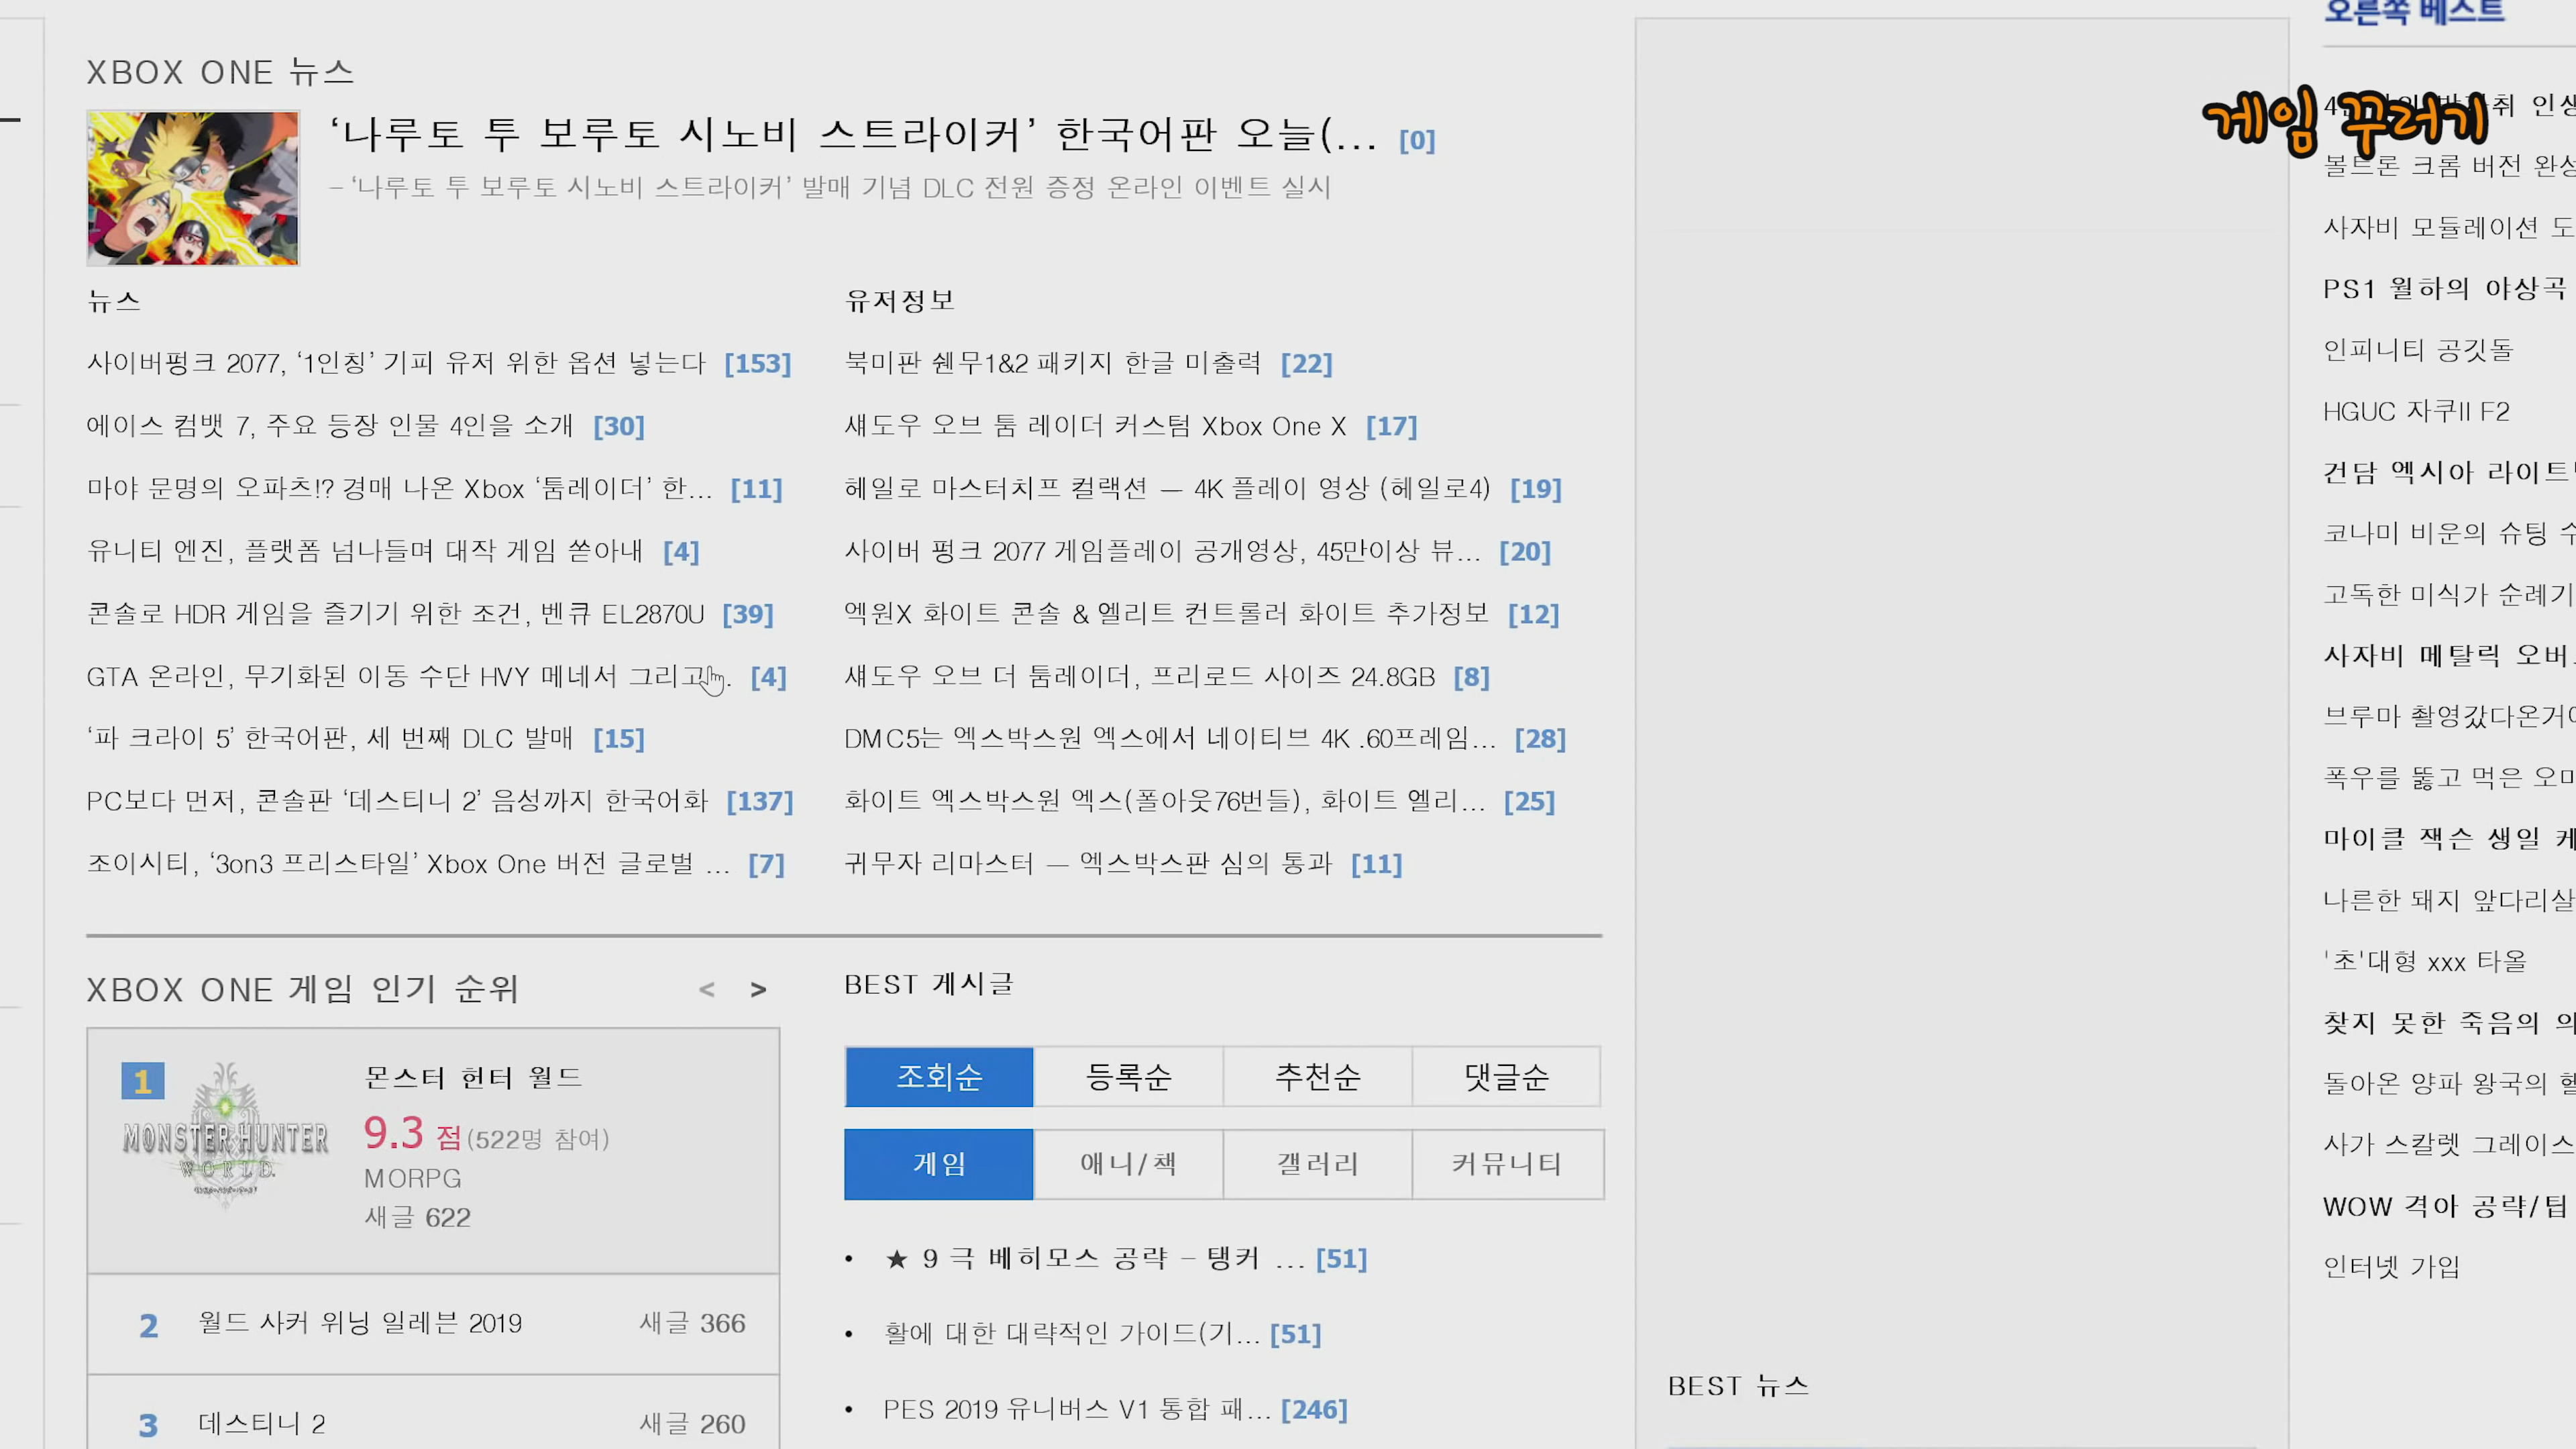 XBOX ONE 뉴스
‘나루토 투 보루토 시노비 스트라이커’ 한국어판 오늘(... [0]
– ‘나루토 투 보루토 시노비 스트라이커’ 발매 기념 DLC 전원 증정 온라인 이벤트 실시
뉴스
사이버펑크 2077, ‘1인칭’ 기피 유저 위한 옵션 넣는다 [153]
에이스 컴뱃 7, 주요 등장 인물 4인을 소개 [30]
마야 문명의 오파츠!? 경매 나온 Xbox ‘툼레이더’ 한... [11]
유니티 엔진, 플랫폼 넘나들며 대작 게임 쏟아내 [4]
콘솔로 HDR 게임을 즐기기 위한 조건, 벤큐 EL2870U [39]
GTA 온라인, 무기화된 이동 수단 HVY 메네서 그리고... [4]
‘파 크라이 5’ 한국어판, 세 번째 DLC 발매 [15]
PC보다 먼저, 콘솔판 ‘데스티니 2’ 음성까지 한국어화 [137]
조이시티, ‘3on3 프리스타일’ Xbox One 버전 글로벌 ... [7]
유저정보
북미판 쉔무1&2 패키지 한글 미출력 [22]
섀도우 오브 툼 레이더 커스텀 Xbox One X [17]
헤일로 마스터치프 컬랙션 — 4K 플레이 영상 (헤일로4) [19]
사이버 펑크 2077 게임플레이 공개영상, 45만이상 뷰... [20]
엑원X 화이트 콘솔 & 엘리트 컨트롤러 화이트 추가정보 [12]
섀도우 오브 더 툼레이더, 프리로드 사이즈 24.8GB [8]
DMC5는 엑스박스원 엑스에서 네이티브 4K .60프레임... [28]
화이트 엑스박스원 엑스(폴아웃76번들), 화이트 엘리... [25]
귀무자 리마스터 — 엑스박스판 심의 통과 [11]
XBOX ONE 게임 인기 순위 < >
1
MONSTER HUNTER
WORLD
몬스터 헌터 월드
9.3 점(522명 참여)
MORPG
새글 622
2 월드 사커 위닝 일레븐 2019 새글 366
3 데스티니 2 새글 260
BEST 게시글
조회순 등록순 추천순 댓글순
게임 애니/책 갤러리 커뮤니티
• ★ 9 극 베히모스 공략 – 탱커 ... [51]
• 활에 대한 대략적인 가이드(기... [51]
• PES 2019 유니버스 V1 통합 패... [246]
BEST 뉴스
오른쪽 베스트
게임 꾸러기
취 인생
볼트론 크롬 버전 완성
사자비 모듈레이션 도
PS1 월하의 야상곡
인피니티 공깃돌
HGUC 자쿠II F2
건담 엑시아 라이트
코나미 비운의 슈팅 수
고독한 미식가 순례기
사자비 메탈릭 오버
브루마 촬영갔다온거
폭우를 뚫고 먹은 오
마이클 잭슨 생일 케
나른한 돼지 앞다리살
'초'대형 xxx 타올
찾지 못한 죽음의 의
돌아온 양파 왕국의
사가 스칼렛 그레이스
WOW 격아 공략/팁
인터넷 가입